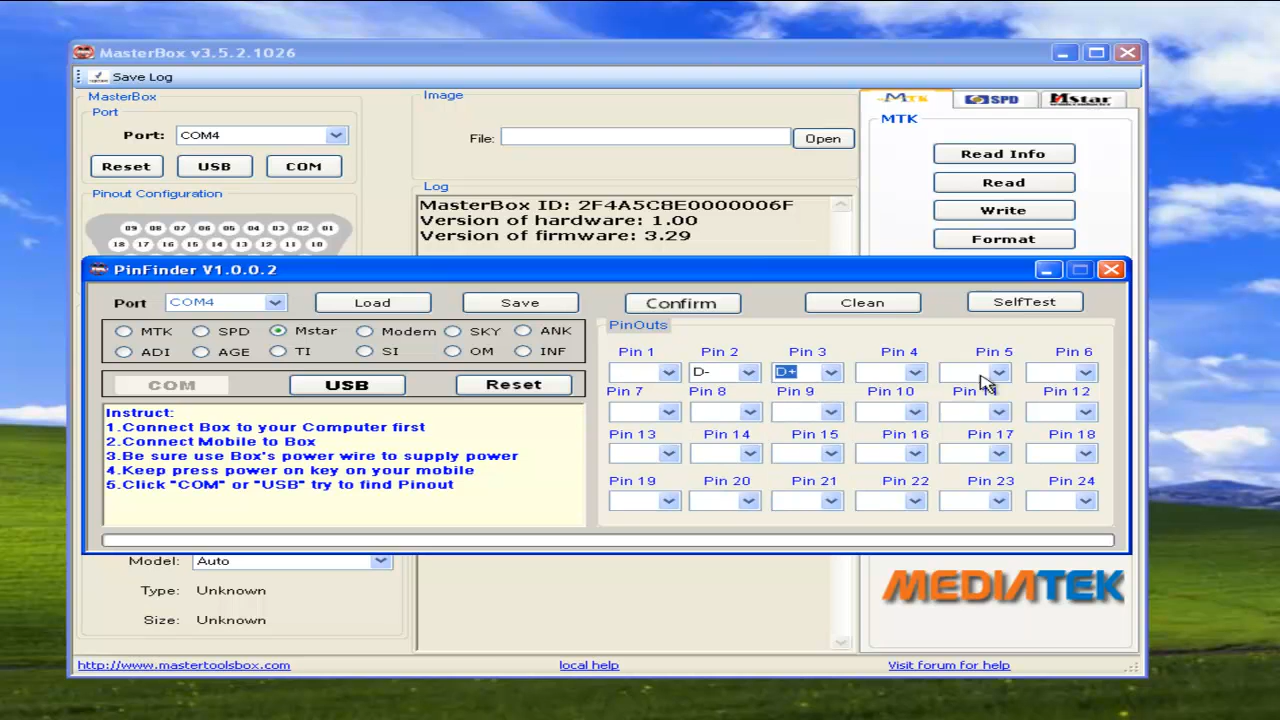 MasterBox v3.5.2.1026
Save Log
MasterBox
Port
Port: COM4
Reset USB COM
Pinout Configuration
09 08 07 06 05 04 03 02 01
18 17 16 15 14 13 12 11 10
Image
File: Open
Log
MasterBox ID: 2F4A5C8E0000006F
Version of hardware: 1.00
Version of firmware: 3.29
MTK SPD Mstar
MTK
Read Info
Read
Write
Format
PinFinder V1.0.0.2
Port COM4 Load Save Confirm Clean SelfTest
MTK SPD Mstar Modem SKY ANK
ADI AGE TI SI OM INF
COM USB Reset
Instruct:
1.Connect Box to your Computer first
2.Connect Mobile to Box
3.Be sure use Box's power wire to supply power
4.Keep press power on key on your mobile
5.Click "COM" or "USB" try to find Pinout
PinOuts
Pin 1 Pin 2 Pin 3 Pin 4 Pin 5 Pin 6
D- D+
Pin 7 Pin 8 Pin 9 Pin 10 Pin 12
Pin 13 Pin 14 Pin 15 Pin 16 Pin 17 Pin 18
Pin 19 Pin 20 Pin 21 Pin 22 Pin 23 Pin 24
Model: Auto
Type: Unknown
Size: Unknown
MEDIATEK
http://www.mastertoolsbox.com local help Visit forum for help